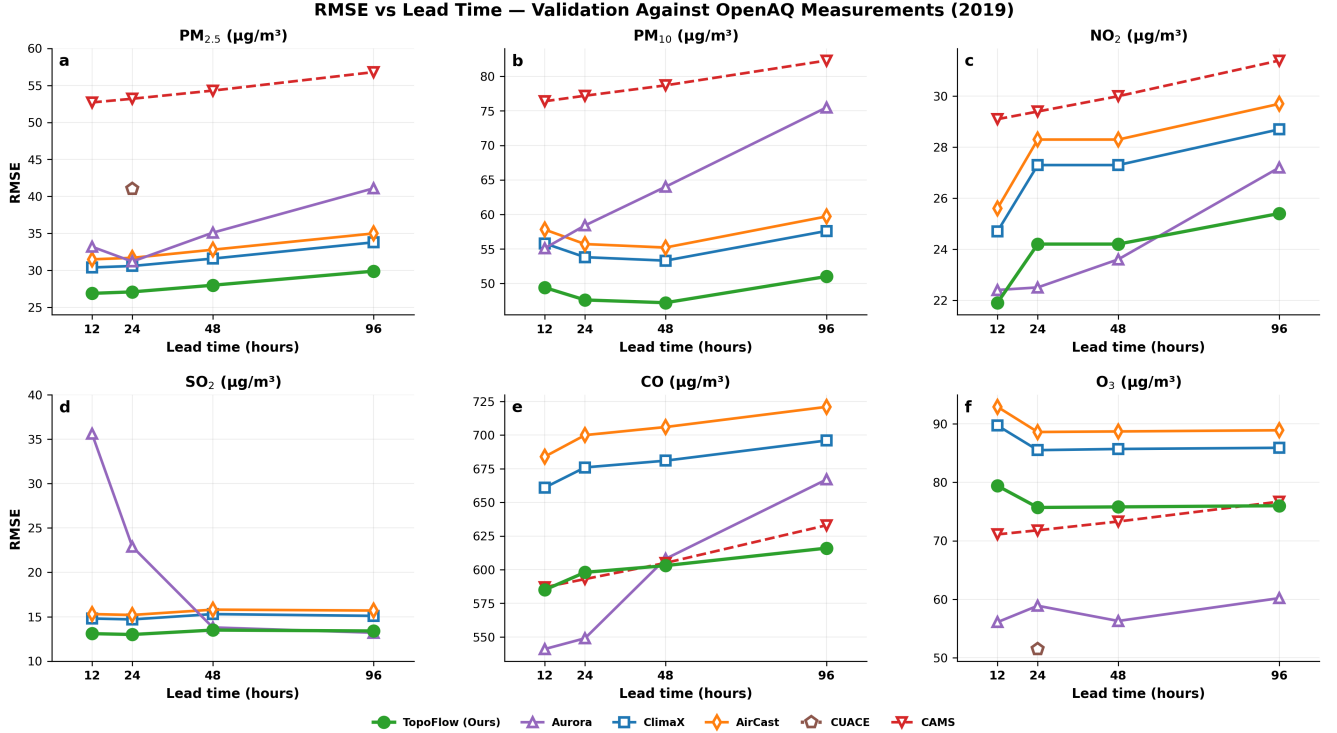 RMSE vs Lead Time — Validation Against OpenAQ Measurements (2019)
PM2.5 (μg/m³)
a
RMSE
60
55
50
45
40
35
30
25
12 24 48 96
Lead time (hours)
PM10 (μg/m³)
b
80
75
70
65
60
55
50
12 24 48 96
Lead time (hours)
NO2 (μg/m³)
c
30
28
26
24
22
12 24 48 96
Lead time (hours)
SO2 (μg/m³)
d
RMSE
40
35
30
25
20
15
10
12 24 48 96
Lead time (hours)
CO (μg/m³)
e
725
700
675
650
625
600
575
550
12 24 48 96
Lead time (hours)
O3 (μg/m³)
f
90
80
70
60
50
12 24 48 96
Lead time (hours)
TopoFlow (Ours) Aurora ClimaX AirCast CUACE CAMS